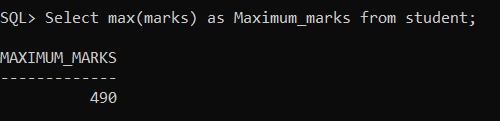 SQL> Select max(marks) as Maximum_marks from student;
MAXIMUM_MARKS
-------------
490